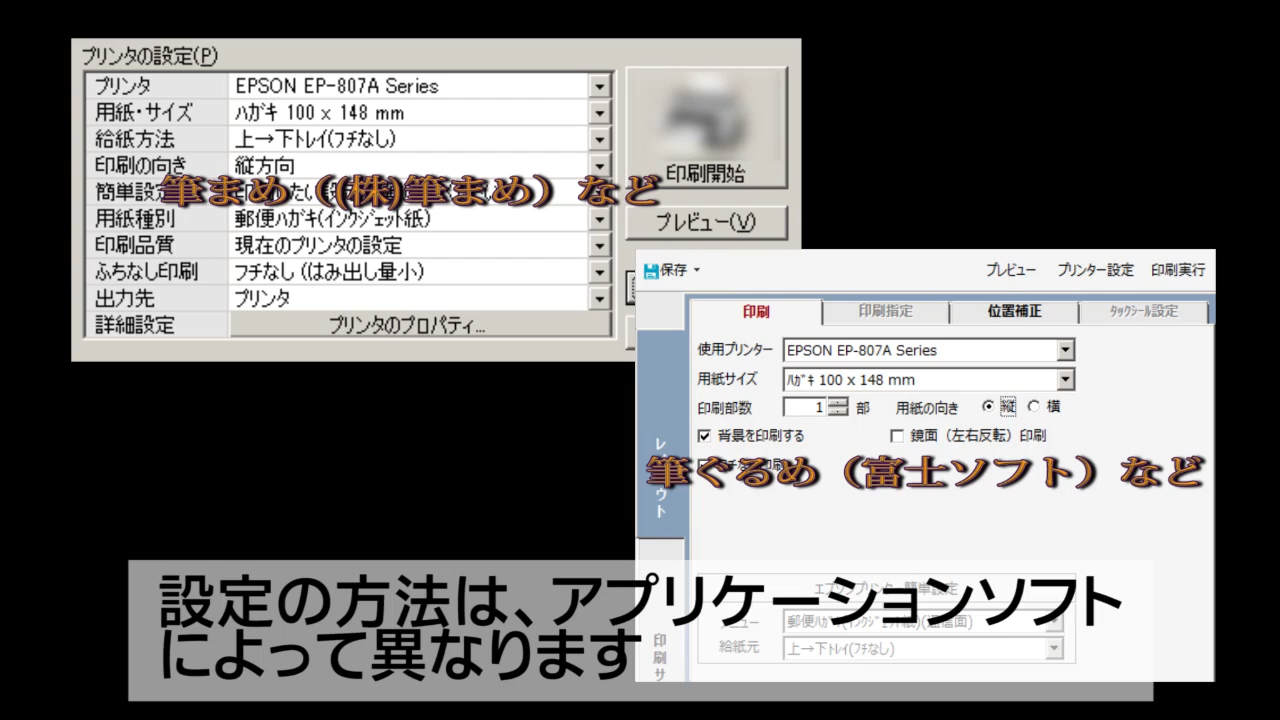 プリンタの設定(P)
プリンタ EPSON EP-807A Series
用紙・サイズ ハガキ 100 x 148 mm
給紙方法 上→下トレイ(フチなし)
印刷の向き 縦方向
簡単設定
筆まめ（(株)筆まめ）など
用紙種別 郵便ハガキ(インクジェット紙)
印刷品質 現在のプリンタの設定
ふちなし印刷 フチなし（はみ出し量小）
出力先 プリンタ
詳細設定 プリンタのプロパティ...
印刷開始
プレビュー(V)
保存 プレビュー プリンター設定 印刷実行
印刷 印刷指定 位置補正 タックシール設定
使用プリンター EPSON EP-807A Series
用紙サイズ ハガキ 100 x 148 mm
印刷部数 1 部 用紙の向き 縦 横
背景を印刷する 鏡面（左右反転）印刷
筆ぐるめ（富士ソフト）など
給紙元 上→下トレイ(フチなし)
印刷サ
設定の方法は、アプリケーションソフト
によって異なります